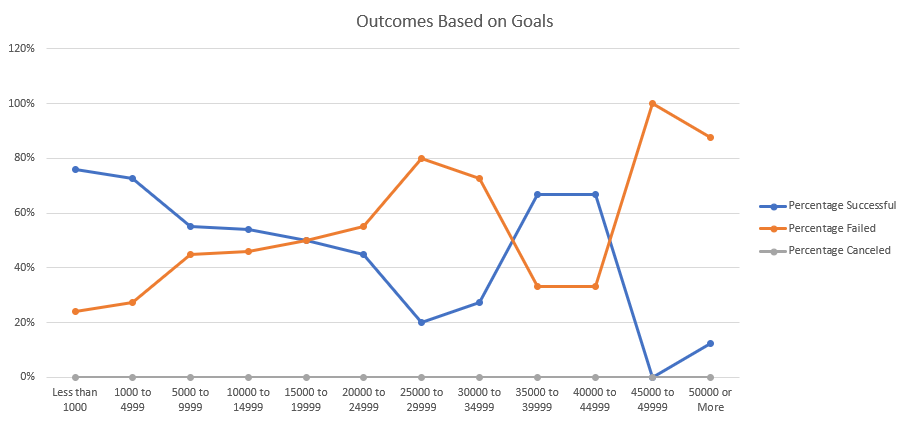 Outcomes Based on Goals
120%
100%
80%
60%
40%
20%
0%
Less than
1000
1000 to
4999
5000 to
9999
10000 to
14999
15000 to
19999
20000 to
24999
25000 to
29999
30000 to
34999
35000 to
39999
40000 to
44999
45000 to
49999
50000 or
More
Percentage Successful
Percentage Failed
Percentage Canceled